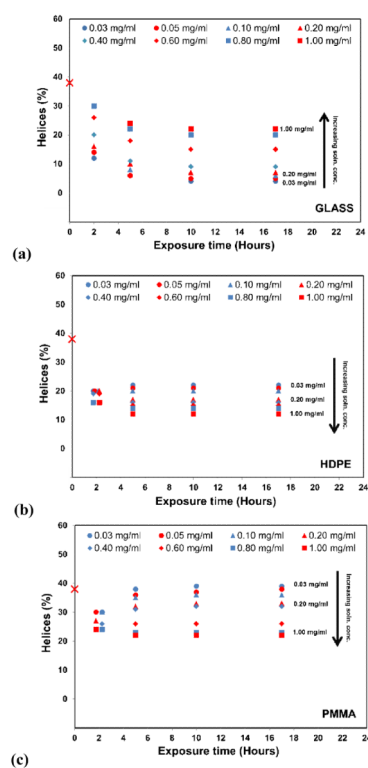 0.03 mg/ml 0.05 mg/ml 0.10 mg/ml 0.20 mg/ml
0.40 mg/ml 0.60 mg/ml 0.80 mg/ml 1.00 mg/ml
60
50
40
30
20
10
0
Helices (%)
1.00 mg/ml
0.20 mg/ml
0.03 mg/ml
Increasing soln. conc.
GLASS
0 2 4 6 8 10 12 14 16 18 20 22 24
Exposure time (Hours)
(a)
0.03 mg/ml 0.05 mg/ml 0.10 mg/ml 0.20 mg/ml
0.40 mg/ml 0.60 mg/ml 0.80 mg/ml 1.00 mg/ml
60
50
40
30
20
10
0
Helices (%)
0.03 mg/ml
0.20 mg/ml
1.00 mg/ml
Increasing soln. conc.
HDPE
0 2 4 6 8 10 12 14 16 18 20 22 24
Exposure time (Hours)
(b)
0.03 mg/ml 0.05 mg/ml 0.10 mg/ml 0.20 mg/ml
0.40 mg/ml 0.60 mg/ml 0.80 mg/ml 1.00 mg/ml
60
50
40
30
20
10
0
Helices (%)
0.03 mg/ml
0.20 mg/ml
1.00 mg/ml
Increasing soln. conc.
PMMA
0 2 4 6 8 10 12 14 16 18 20 22 24
Exposure time (Hours)
(c)